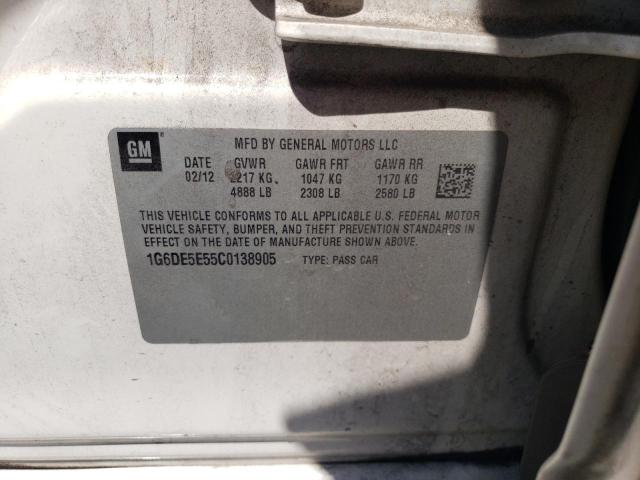 GM ®
MFD BY GENERAL MOTORS LLC
DATE GVWR GAWR FRT GAWR RR
02/12 2217 KG 1047 KG 1170 KG
4888 LB 2308 LB 2580 LB
THIS VEHICLE CONFORMS TO ALL APPLICABLE U.S. FEDERAL MOTOR
VEHICLE SAFETY, BUMPER, AND THEFT PREVENTION STANDARDS IN
EFFECT ON THE DATE OF MANUFACTURE SHOWN ABOVE.
1G6DE5E55C0138905 TYPE: PASS CAR